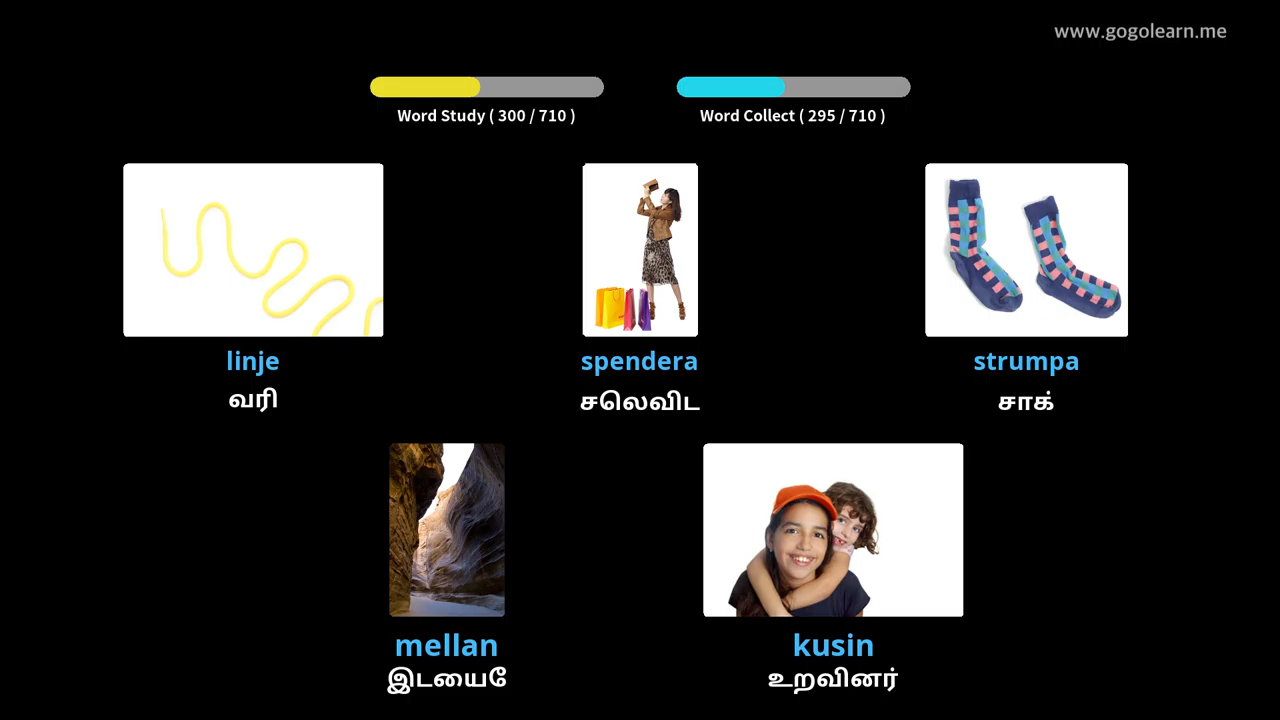 www.gogolearn.me
Word Study ( 300 / 710 )
Word Collect ( 295 / 710 )
linje
spendera
strumpa
வரி
சலெவிட
சாக்
mellan
kusin
இடயைே
உறவினர்